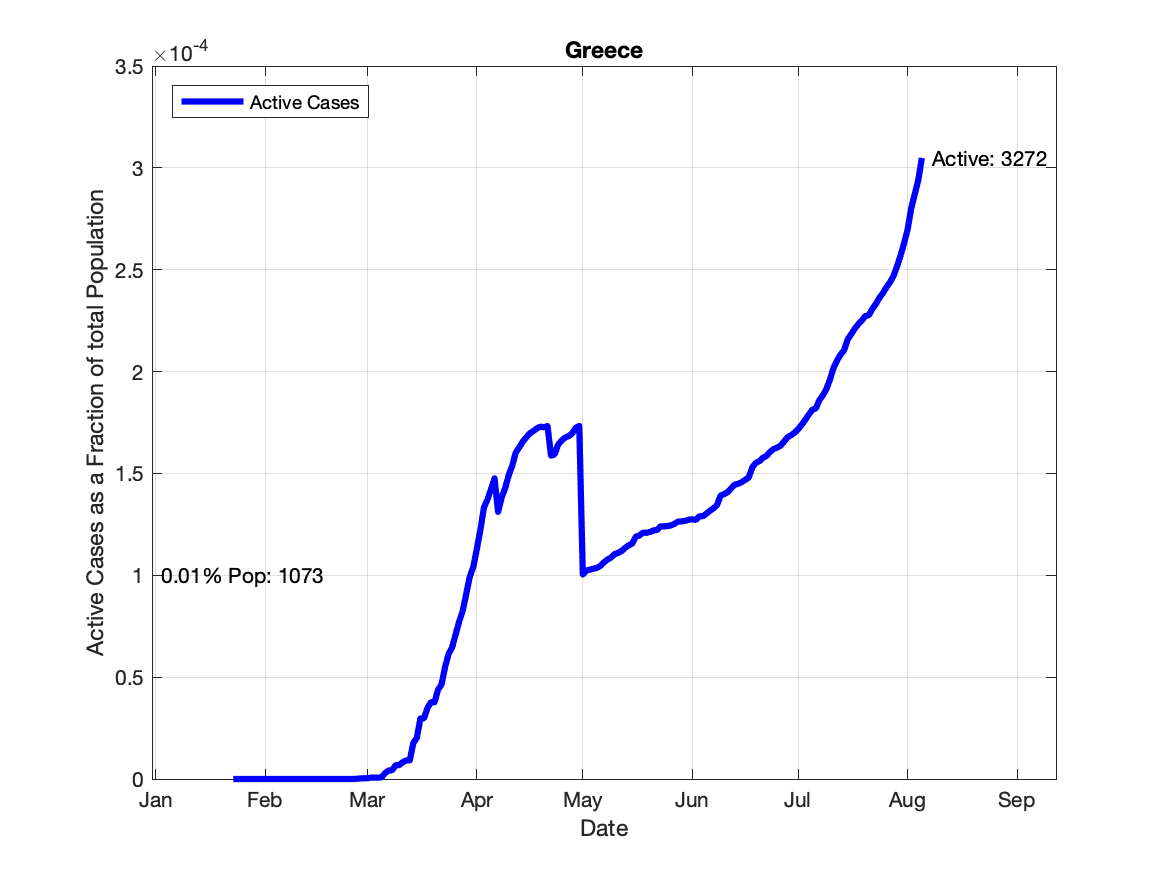 Greece
×10-4
3.5
3
2.5
2
1.5
1
0.5
0
Active Cases as a Fraction of total Population
Active Cases
Active: 3272
0.01% Pop: 1073
Jan Feb Mar Apr May Jun Jul Aug Sep
Date